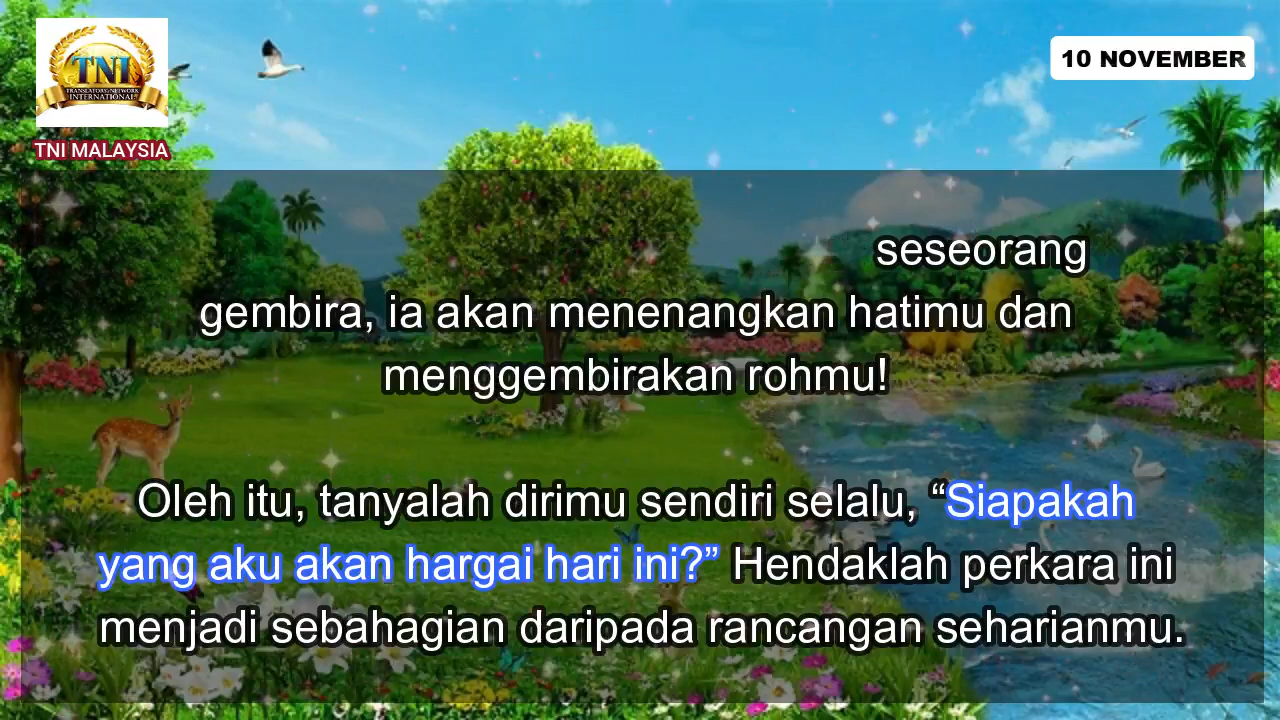 TNI
TRANSLATORS NETWORK
INTERNATIONAL
TNI MALAYSIA
10 NOVEMBER
seseorang
gembira, ia akan menenangkan hatimu dan
menggembirakan rohmu!
Oleh itu, tanyalah dirimu sendiri selalu, “Siapakah
yang aku akan hargai hari ini?” Hendaklah perkara ini
menjadi sebahagian daripada rancangan seharianmu.